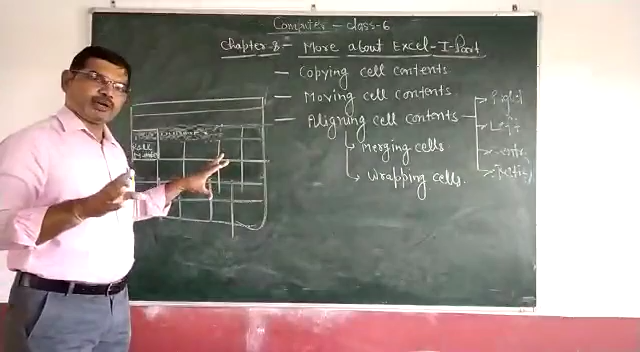 Computer - class-6
Chapter-8 - More about Excel-I-Part
- Copying cell contents
- Moving cell contents
- Aligning cell contents
Merging cells
Wrapping cells.
Right
Left